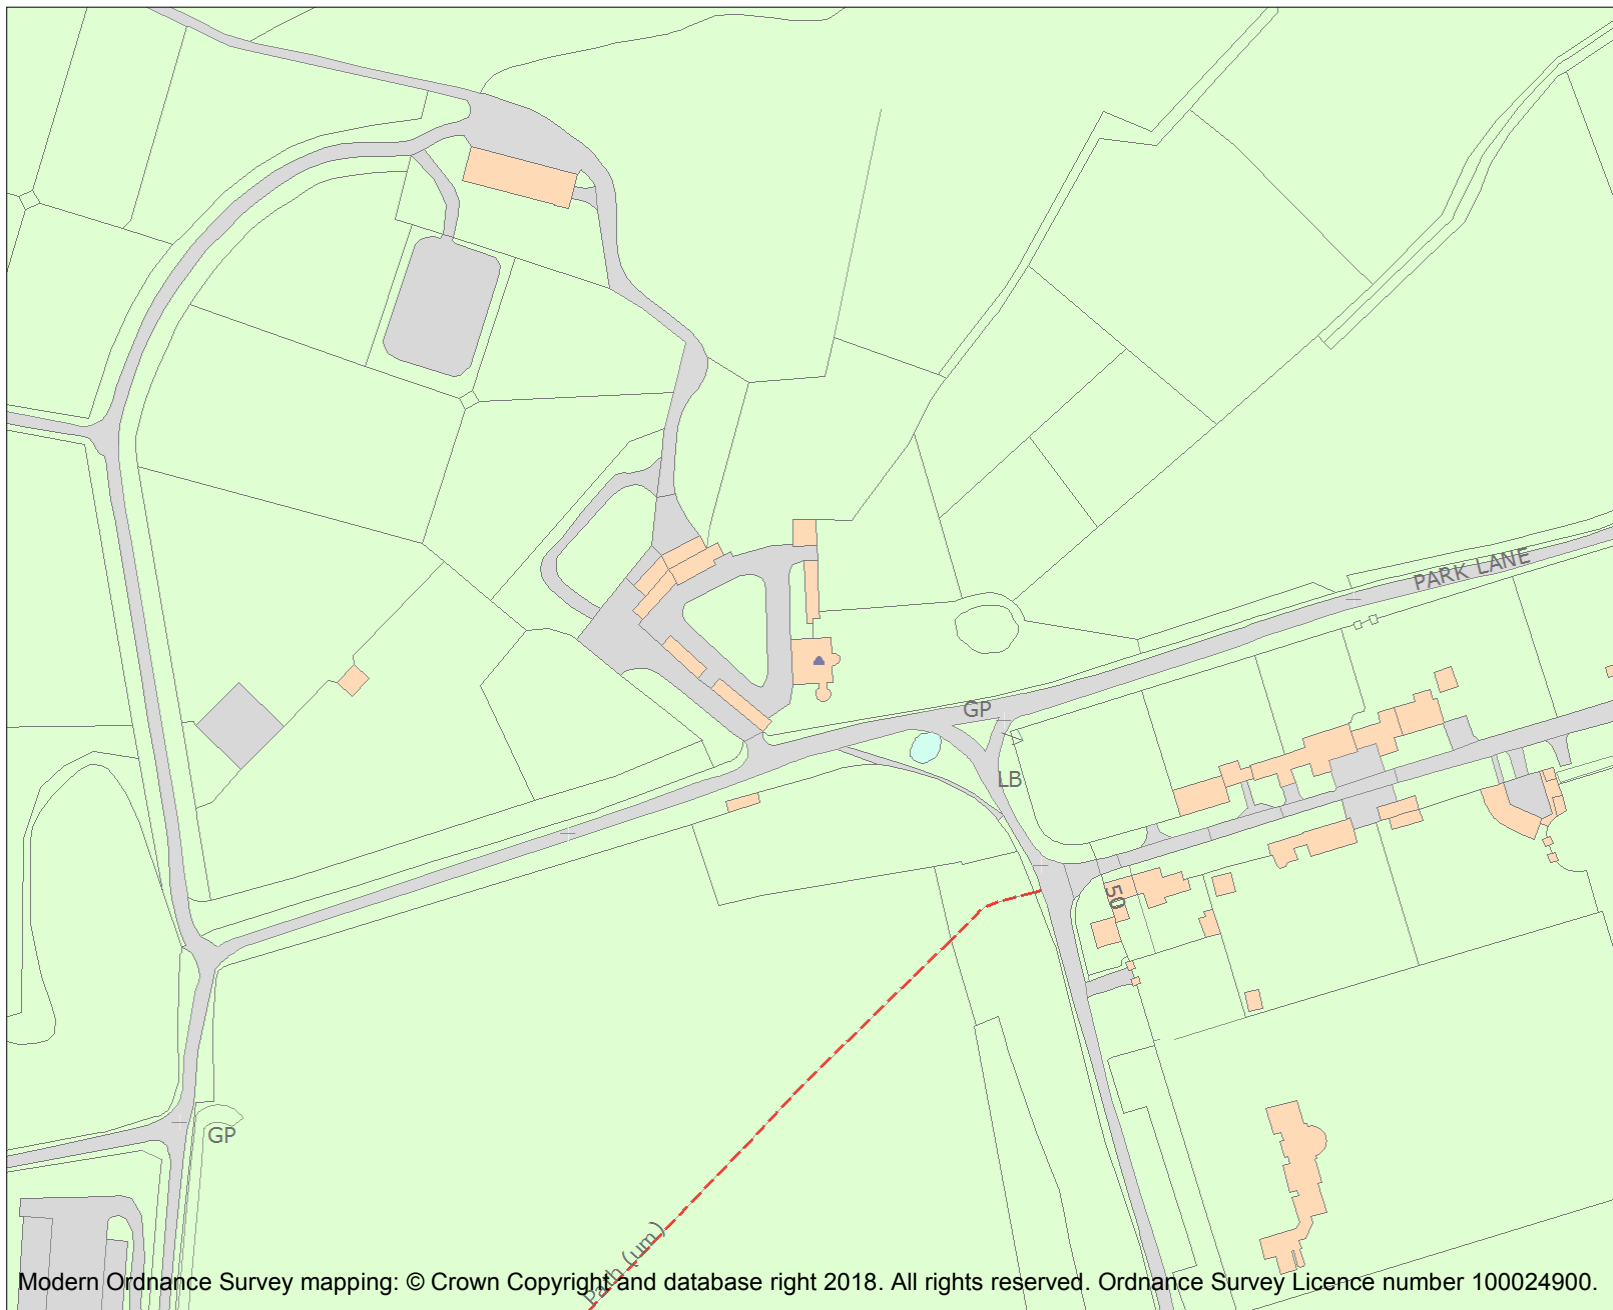 PARK LANE
GP
LB
50
GP
Path (um)
Modern Ordnance Survey mapping: © Crown Copyright and database right 2018. All rights reserved. Ordnance Survey Licence number 100024900.